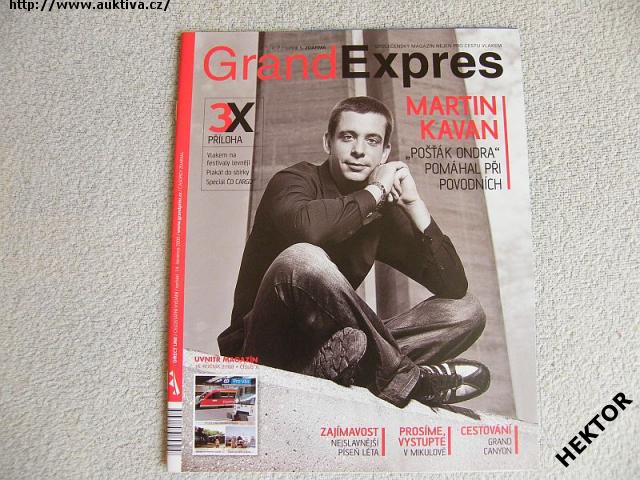 http://www.auktiva.cz/
ZDARMA
SPOLEČENSKÝ MAGAZÍN NEJEN PRO CESTU VLAKEM
GrandExpres
3X
PŘÍLOHA
Vlakem na
festivaly levněji
Plakát do sbírky
Speciál ČD CARGO
MARTIN
KAVAN
„POŠŤÁK ONDRA“
POMÁHAL PŘI
POVODNÍCH
UVNITŘ MAGAZÍN
ZAJÍMAVOST
NEJSLAVNĚJŠÍ
PÍSEŇ LÉTA
PROSÍME,
VYSTUPTE
V MIKULOVĚ
CESTOVÁNÍ
GRAND
CANYON
HEKTOR